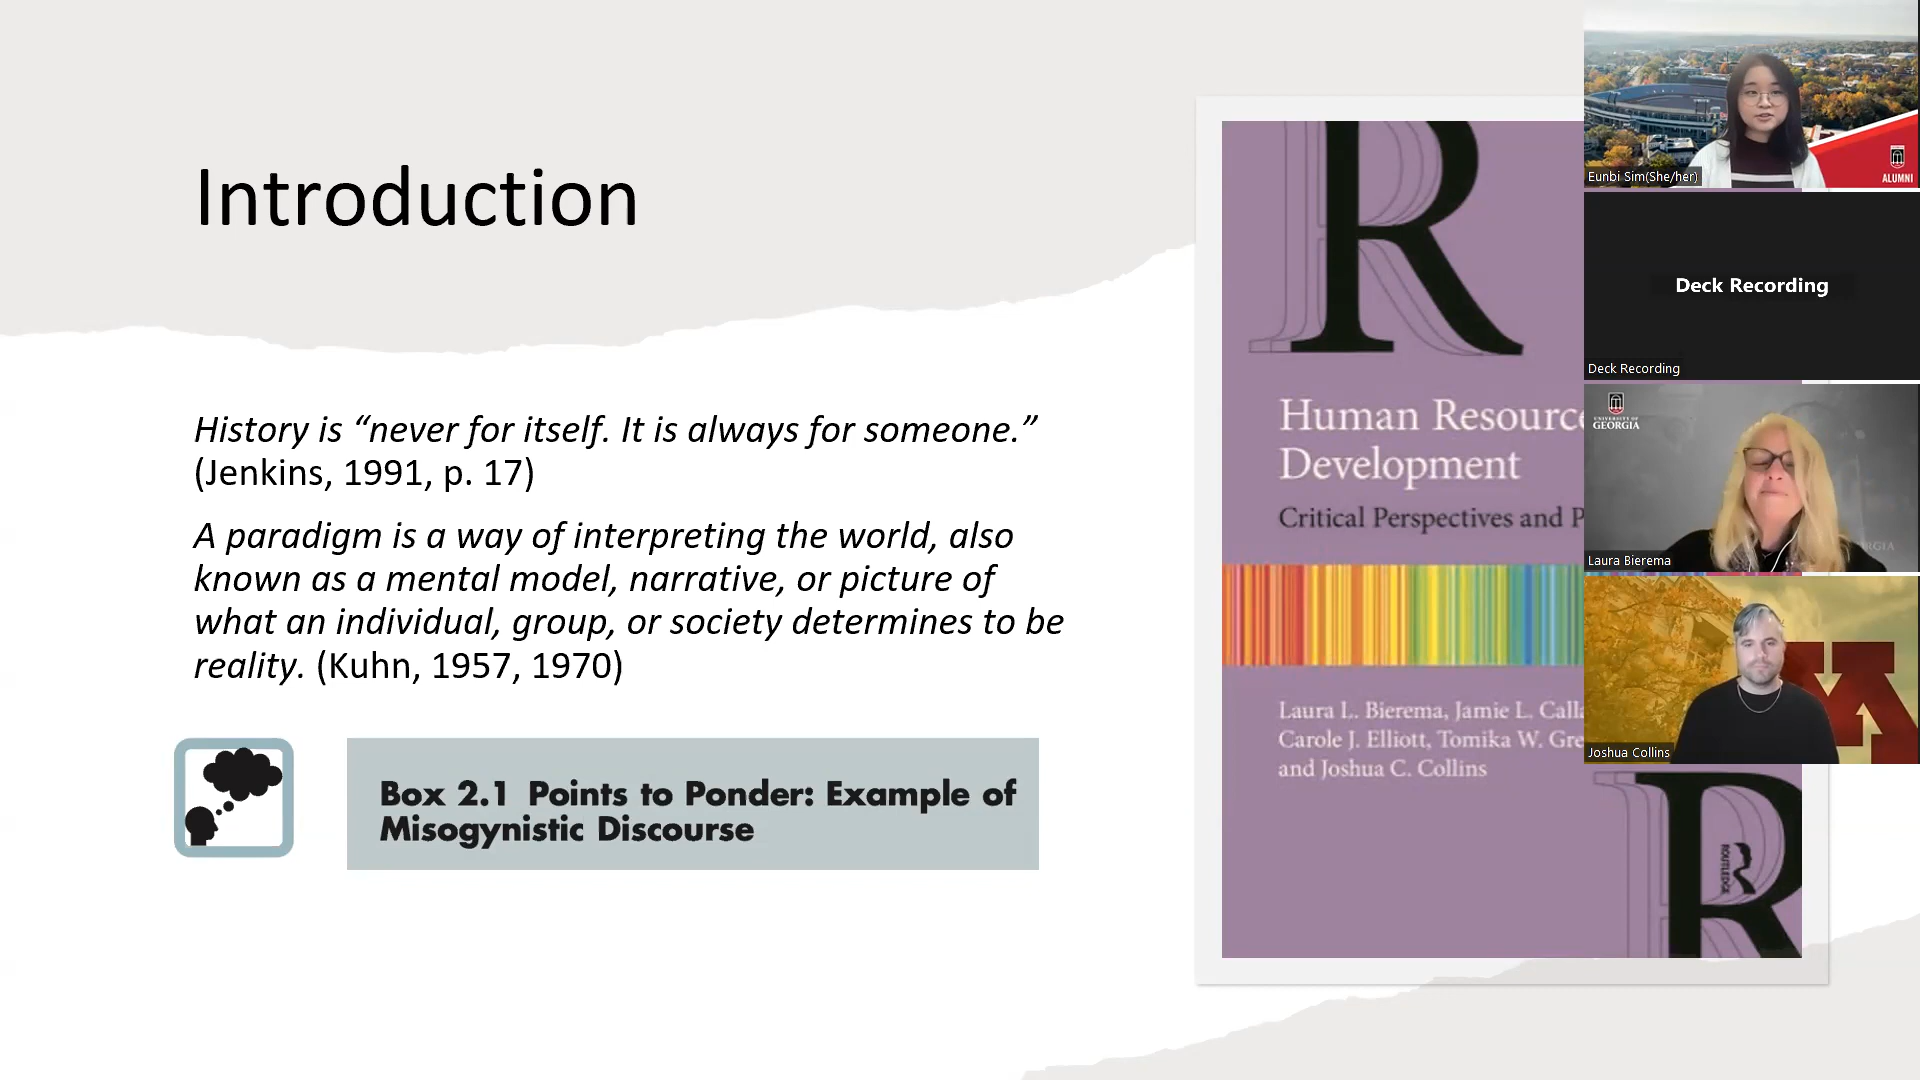 Introduction
History is “never for itself. It is always for someone.”
(Jenkins, 1991, p. 17)
A paradigm is a way of interpreting the world, also
known as a mental model, narrative, or picture of
what an individual, group, or society determines to be
reality. (Kuhn, 1957, 1970)
Box 2.1 Points to Ponder: Example of
Misogynistic Discourse
R
Human Resource
Development
Critical Perspectives and P
Laura L. Bierema, Jamie L. Calla
Carole J. Elliott, Tomika W. Gre
and Joshua C. Collins
R
ROUTLEDGE
Eunbi Sim(She/her)
ALUMNI
Deck Recording
Deck Recording
UNIVERSITY OF
GEORGIA
Laura Bierema
Joshua Collins